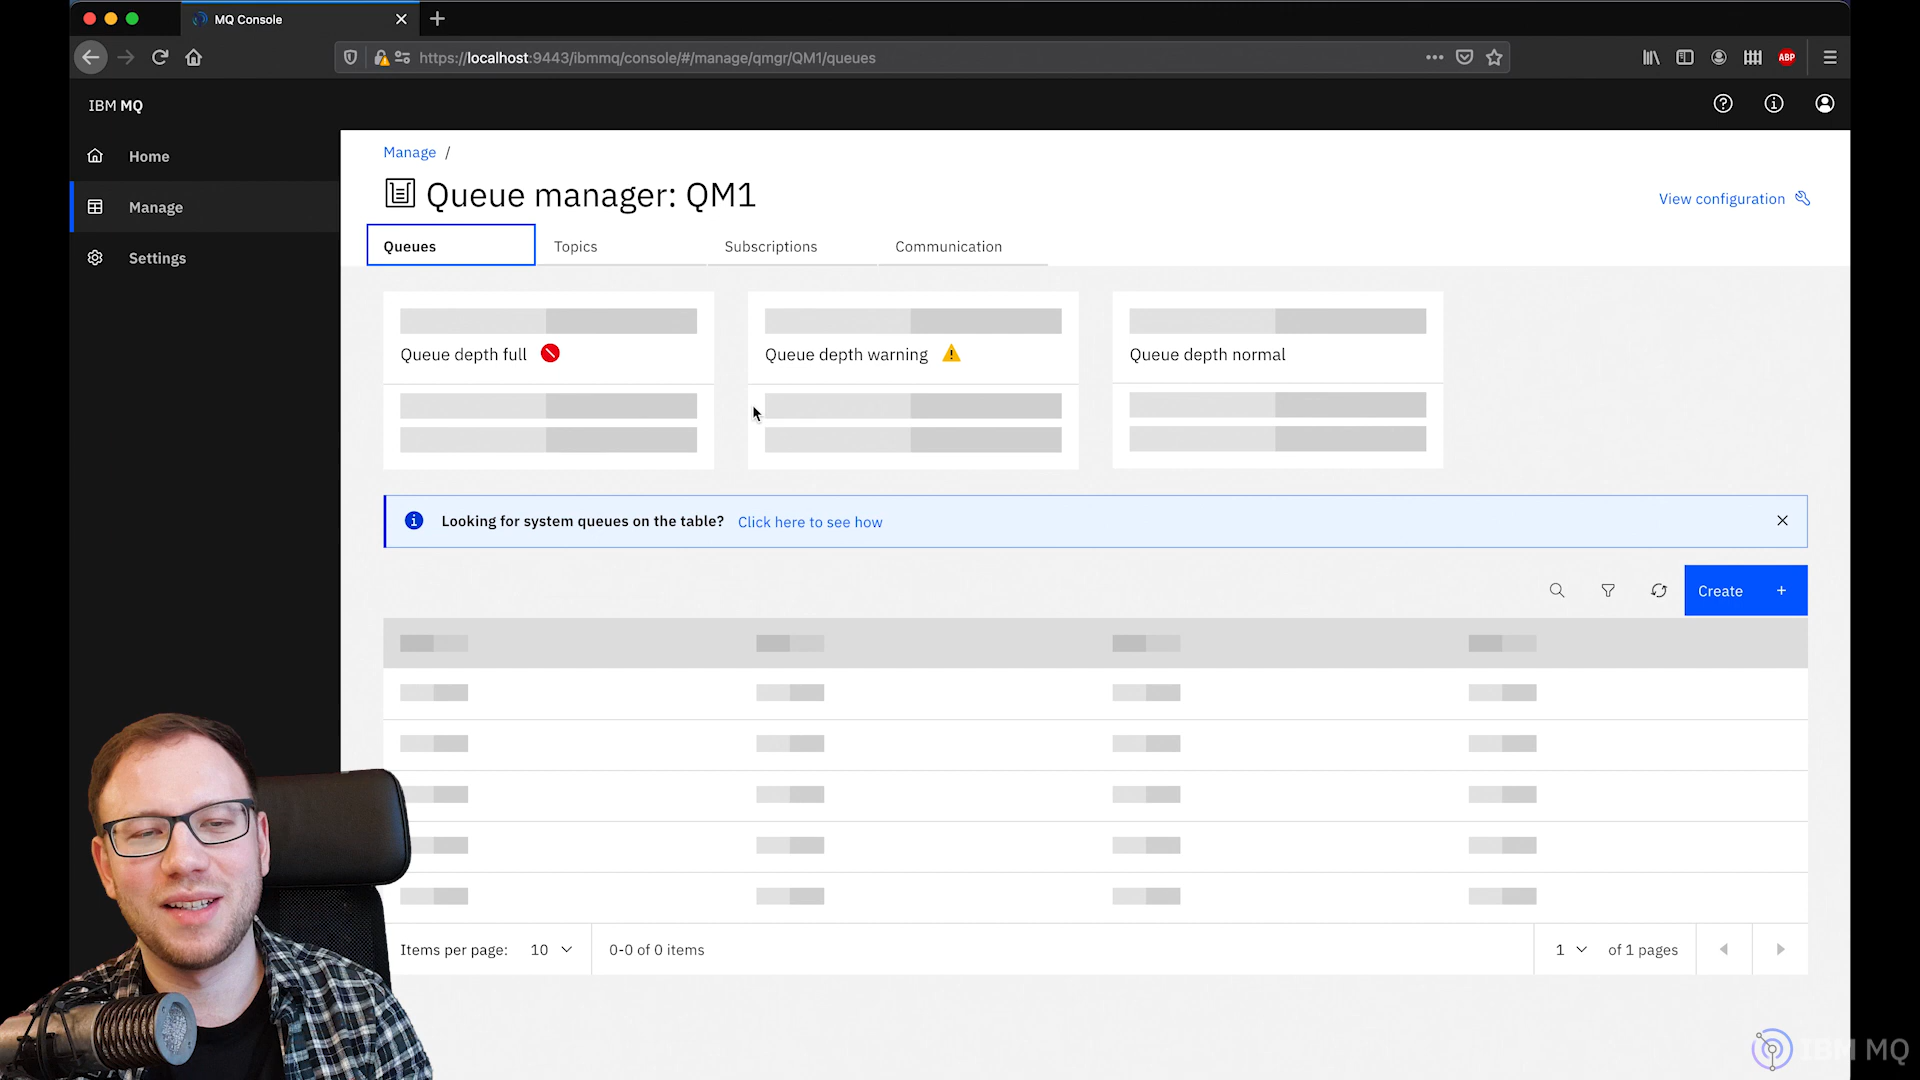 MQ Console
https://localhost:9443/ibmmq/console/#/manage/qmgr/QM1/queues
ABP
IBM MQ
Home
Manage
Settings
Manage /
Queue manager: QM1
View configuration
Queues
Topics
Subscriptions
Communication
Queue depth full
Queue depth warning
Queue depth normal
Looking for system queues on the table? Click here to see how
Create +
Items per page: 10
0-0 of 0 items
1 of 1 pages
IBM MQ